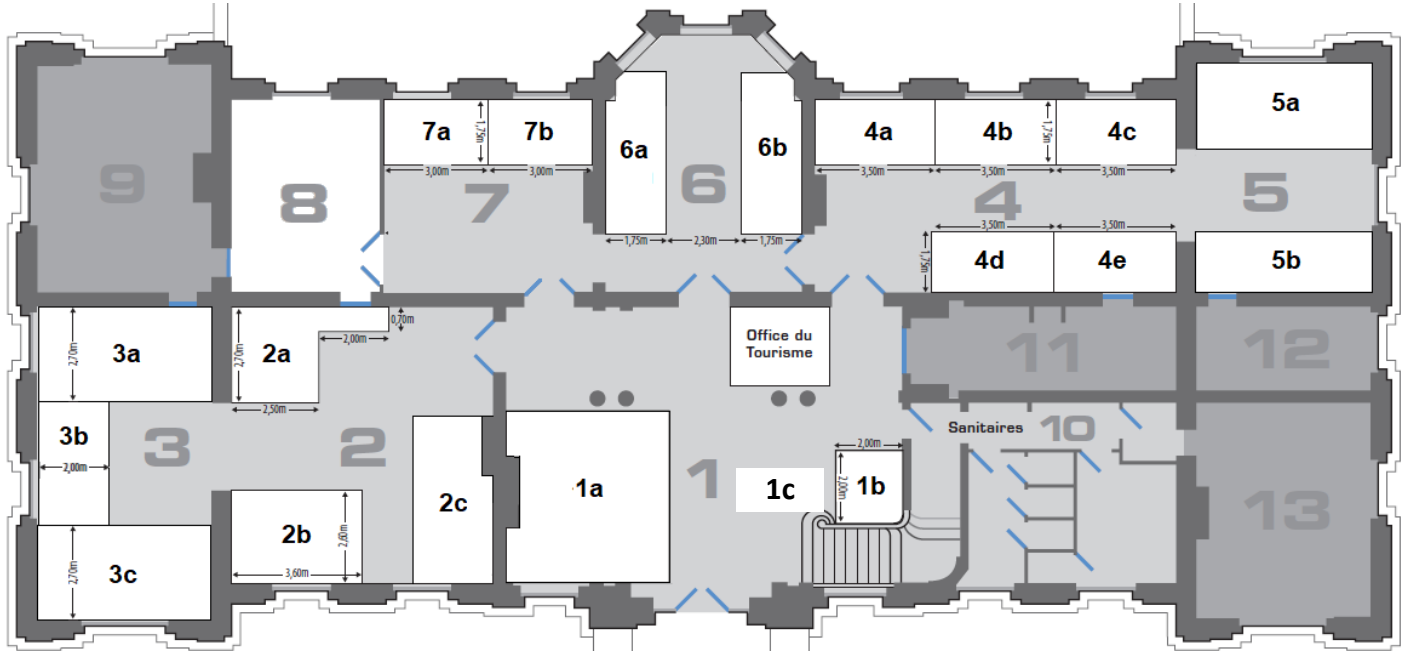 9
8
7a
1,75m
7b
3,00m
3,00m
7
6a
6
6b
1,75m
2,30m
1,75m
4a
4b
1,75m
4c
3,50m
3,50m
3,50m
4
5a
5
3,50m
3,50m
1,75m
4d
4e
5b
2,70m
3a
2,70m
2a
0,70m
2,00m
2,50m
Office du
Tourisme
11
12
3b
2,00m
3
2
2c
2b
2,60m
3,60m
2,70m
3c
1a
1
1c
2,00m
2,00m
1b
Sanitaires
10
13